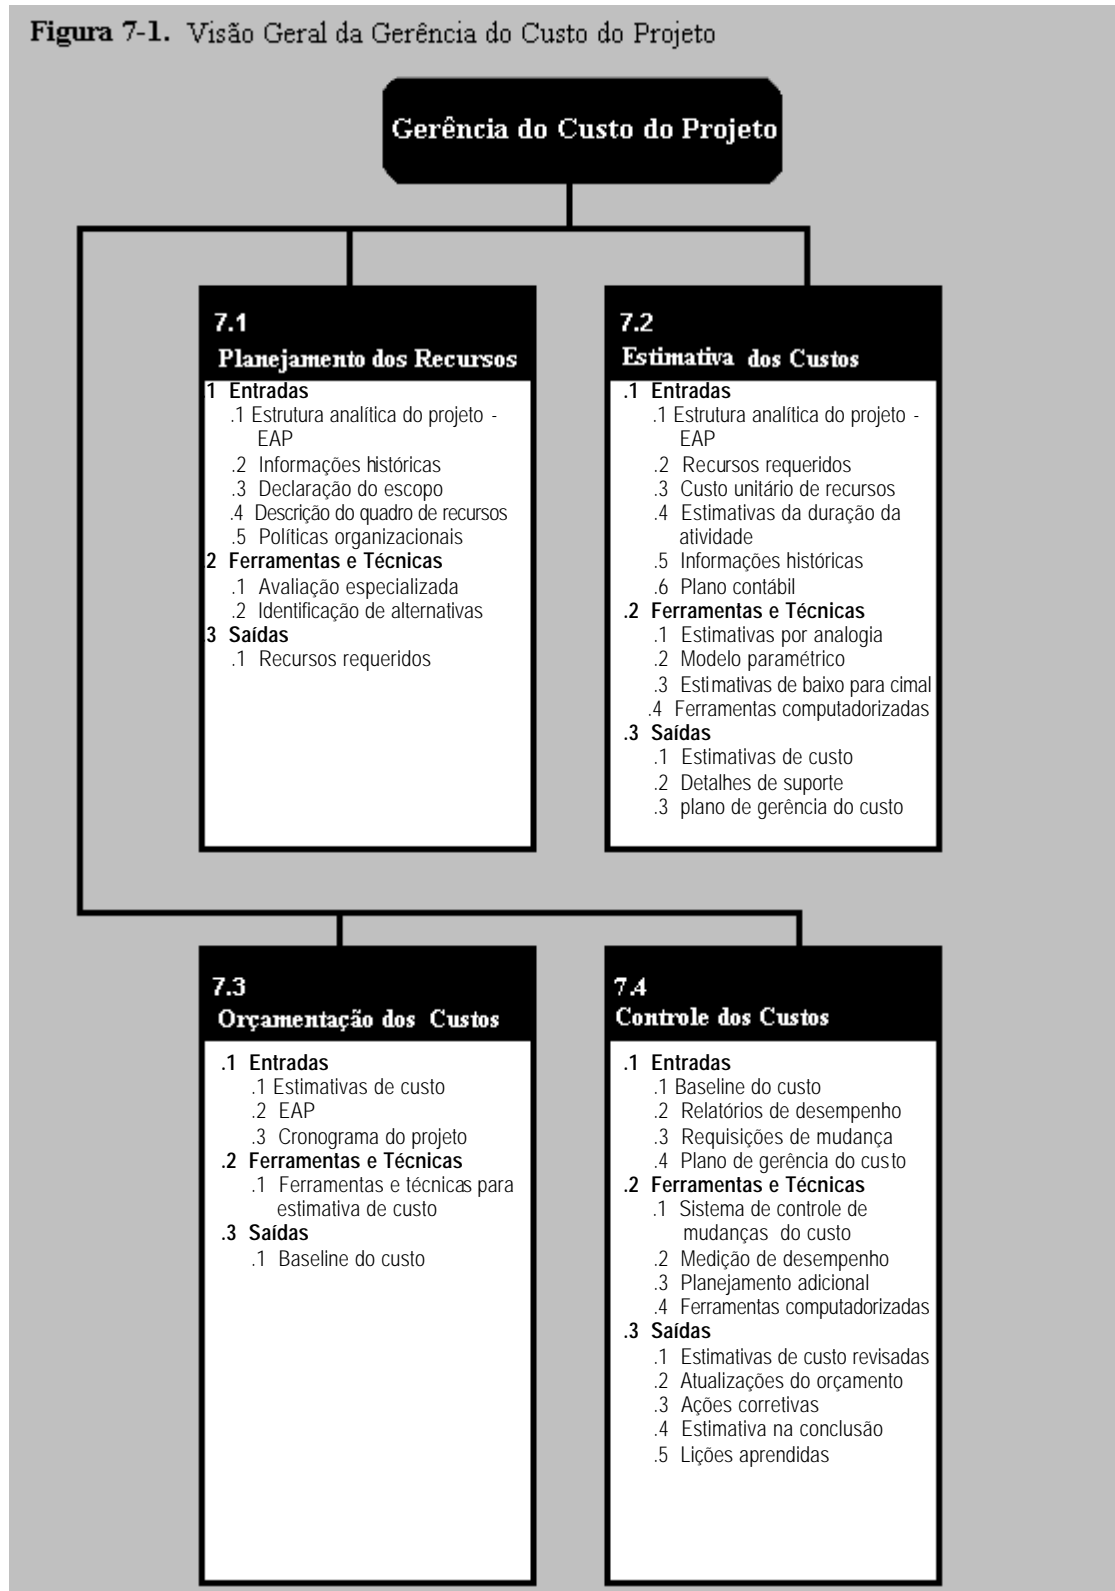 Figura 7-1. Visão Geral da Gerência do Custo do Projeto
Gerência do Custo do Projeto
7.1
Planejamento dos Recursos
.1 Entradas
.1 Estrutura analítica do projeto -
EAP
.2 Informações históricas
.3 Declaração do escopo
.4 Descrição do quadro de recursos
.5 Políticas organizacionais
2 Ferramentas e Técnicas
.1 Avaliação especializada
.2 Identificação de alternativas
3 Saídas
.1 Recursos requeridos
7.2
Estimativa dos Custos
.1 Entradas
.1 Estrutura analítica do projeto -
EAP
.2 Recursos requeridos
.3 Custo unitário de recursos
.4 Estimativas da duração da
atividade
.5 Informações históricas
.6 Plano contábil
.2 Ferramentas e Técnicas
.1 Estimativas por analogia
.2 Modelo paramétrico
.3 Estimativas de baixo para cimal
.4 Ferramentas computadorizadas
.3 Saídas
.1 Estimativas de custo
.2 Detalhes de suporte
.3 plano de gerência do custo
7.3
Orçamentação dos Custos
.1 Entradas
.1 Estimativas de custo
.2 EAP
.3 Cronograma do projeto
.2 Ferramentas e Técnicas
.1 Ferramentas e técnicas para
estimativa de custo
.3 Saídas
.1 Baseline do custo
7.4
Controle dos Custos
.1 Entradas
.1 Baseline do custo
.2 Relatórios de desempenho
.3 Requisições de mudança
.4 Plano de gerência do custo
.2 Ferramentas e Técnicas
.1 Sistema de controle de
mudanças do custo
.2 Medição de desempenho
.3 Planejamento adicional
.4 Ferramentas computadorizadas
.3 Saídas
.1 Estimativas de custo revisadas
.2 Atualizações do orçamento
.3 Ações corretivas
.4 Estimativa na conclusão
.5 Lições aprendidas